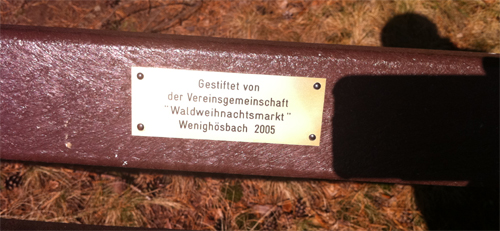 Gestiftet von
der Vereinsgemeinschaft
"Waldweihnachtsmarkt"
Wenighösbach 2005